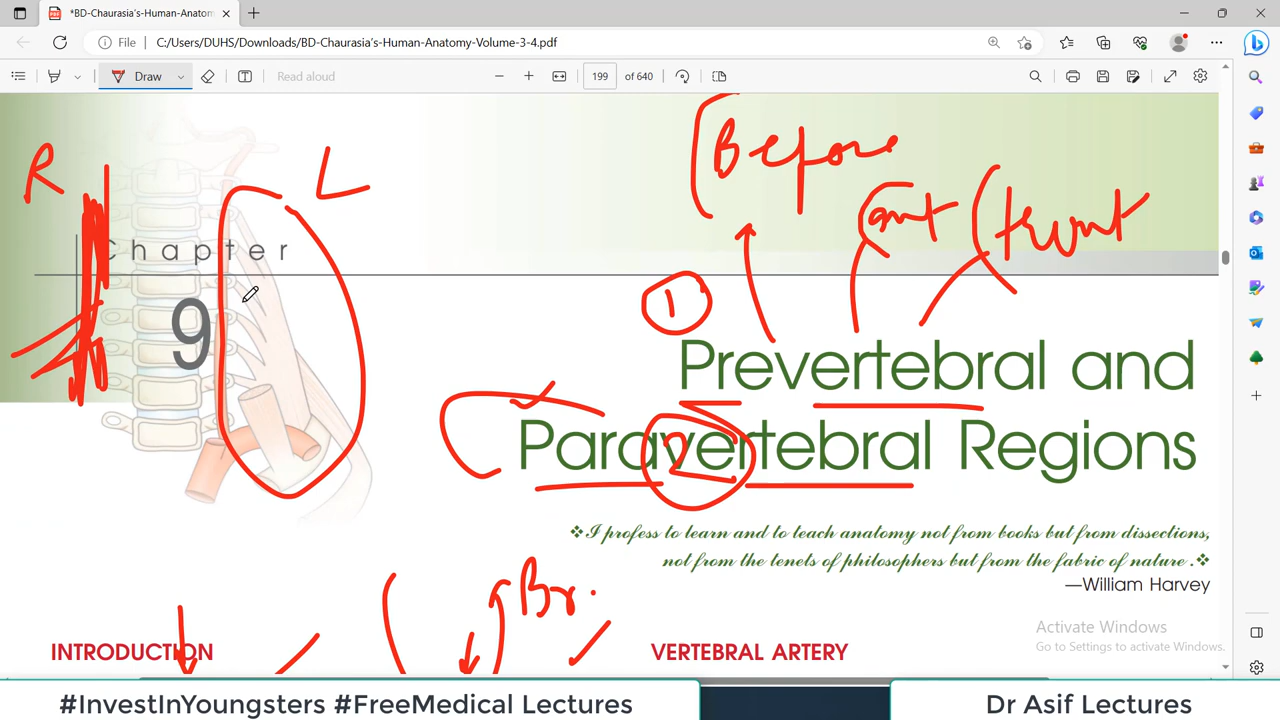 *BD-Chaurasia's-Human-Anatom
File C:/Users/DUHS/Downloads/BD-Chaurasia's-Human-Anatomy-Volume-3-4.pdf
Draw Read aloud 199 of 640
R L Before
ant front
Chapter
9
1
Prevertebral and
2
Paravertebral Regions
❖I profess to learn and to teach anatomy not from books but from dissections,
not from the tenets of philosophers but from the fabric of nature .❖
—William Harvey
Br.
Activate Windows
Go to Settings to activate Windows.
INTRODUCTION VERTEBRAL ARTERY
#InvestInYoungsters #FreeMedical Lectures Dr Asif Lectures